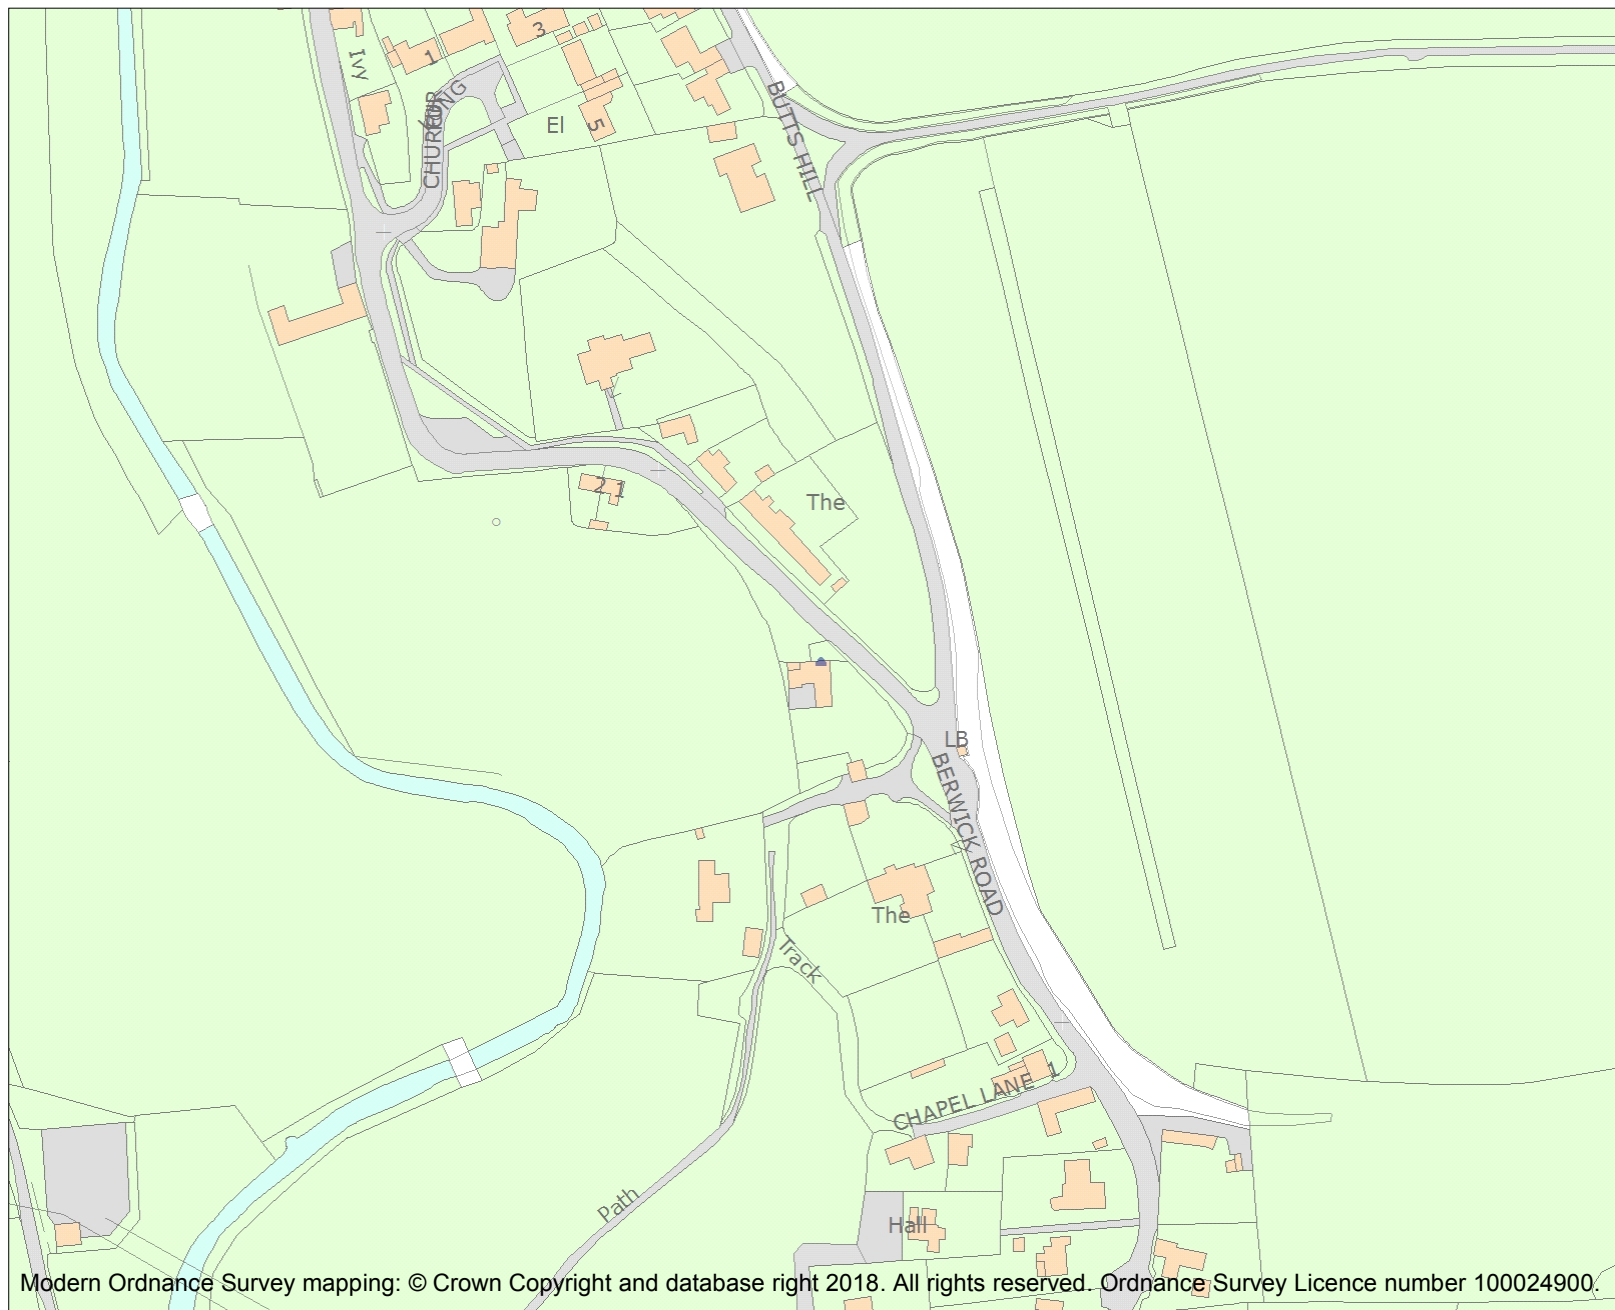 Ivy
1
3
5
El
CHURCH
LONG
BUTTS HILL
2 1
The
LB
BERWICK ROAD
The
Track
1
CHAPEL LANE
Path
Hall
Modern Ordnance Survey mapping: © Crown Copyright and database right 2018. All rights reserved. Ordnance Survey Licence number 100024900.